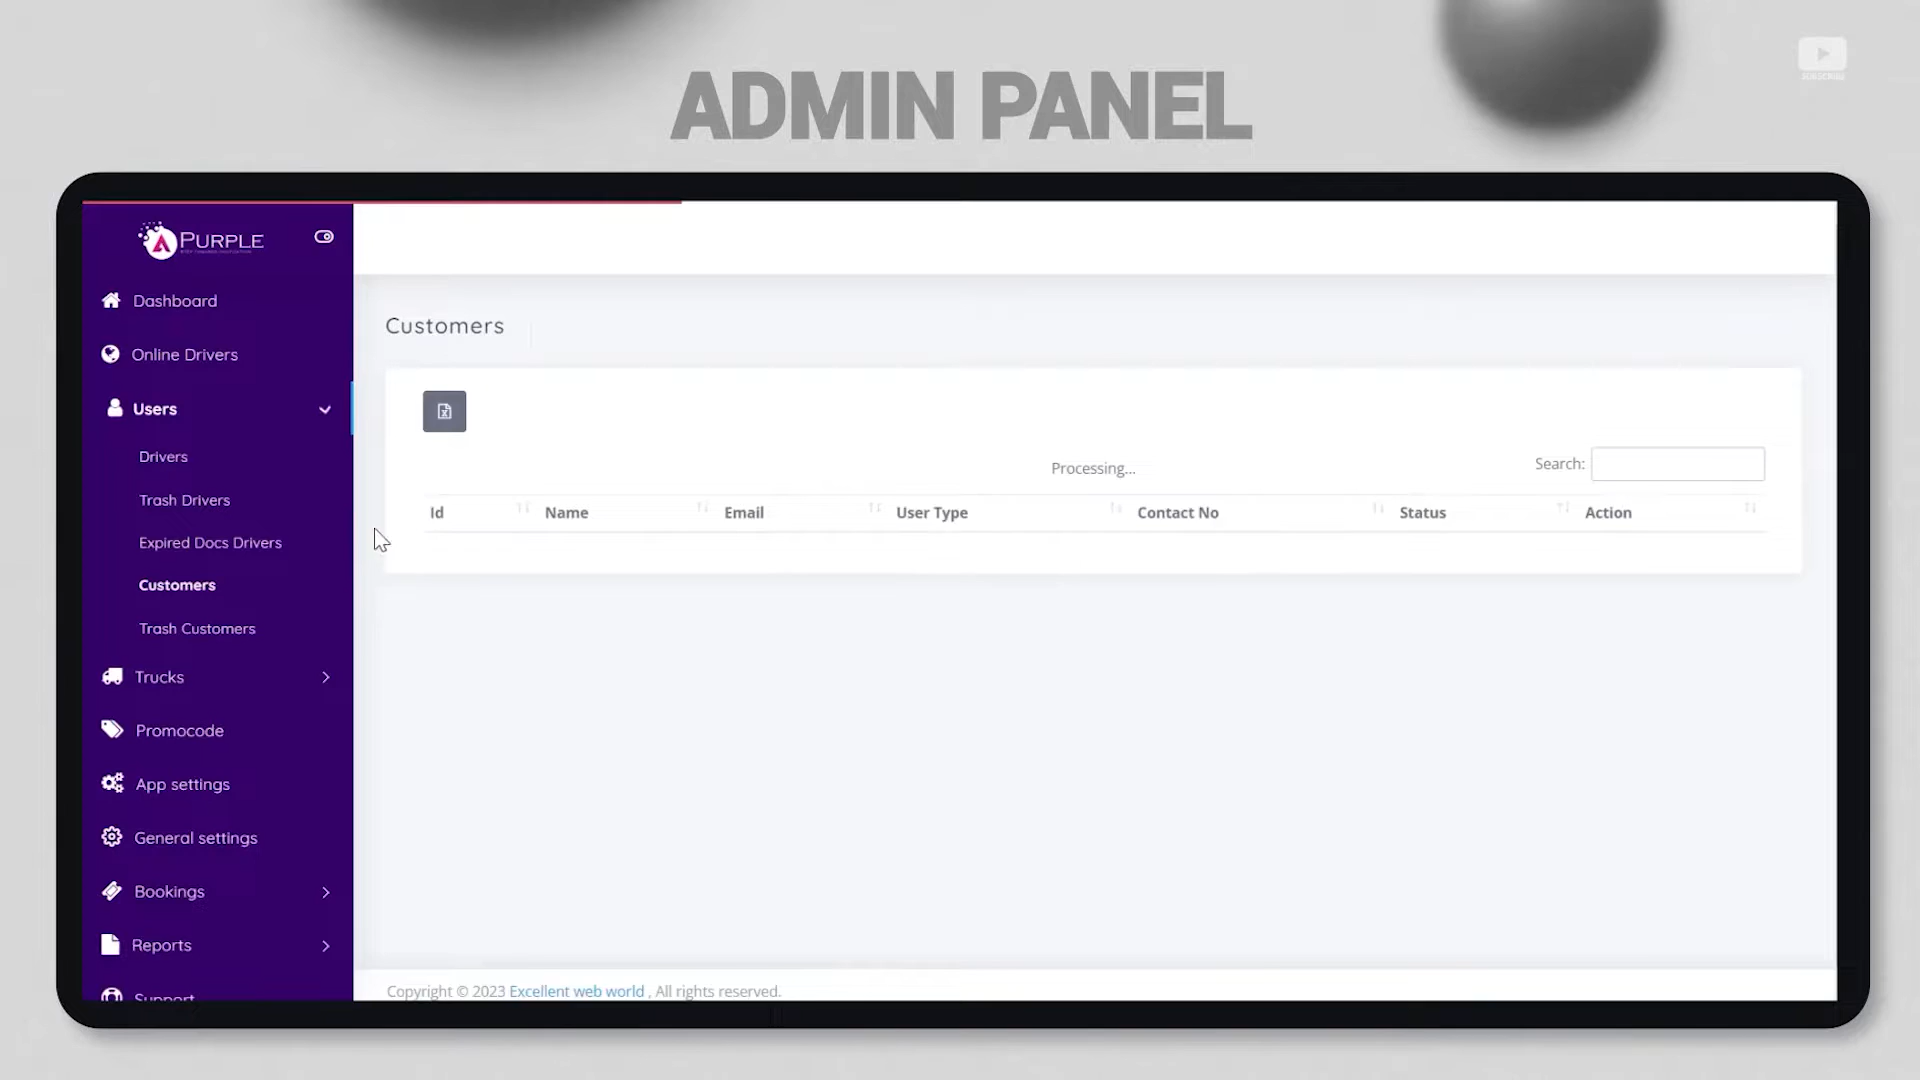 SUBSCRIBE
ADMIN PANEL
PURPLE
Dashboard
Online Drivers
Users
Drivers
Trash Drivers
Expired Docs Drivers
Customers
Trash Customers
Trucks
Promocode
App settings
General settings
Bookings
Reports
Support
Customers
Processing...
Search:
Id Name Email User Type Contact No Status Action
Copyright © 2023 Excellent web world , All rights reserved.